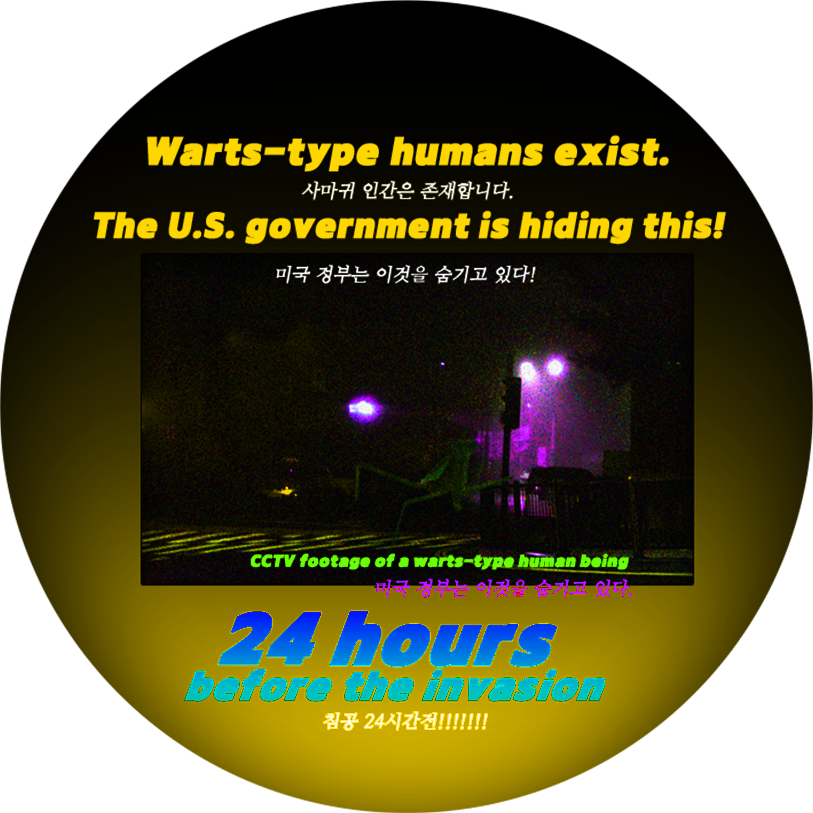 Warts-type humans exist.
사마귀 인간은 존재합니다.
The U.S. government is hiding this!
미국 정부는 이것을 숨기고 있다!
CCTV footage of a warts-type human being
미국 정부는 이것을 숨기고 있다.
24 hours
before the invasion
침공 24시간전!!!!!!!